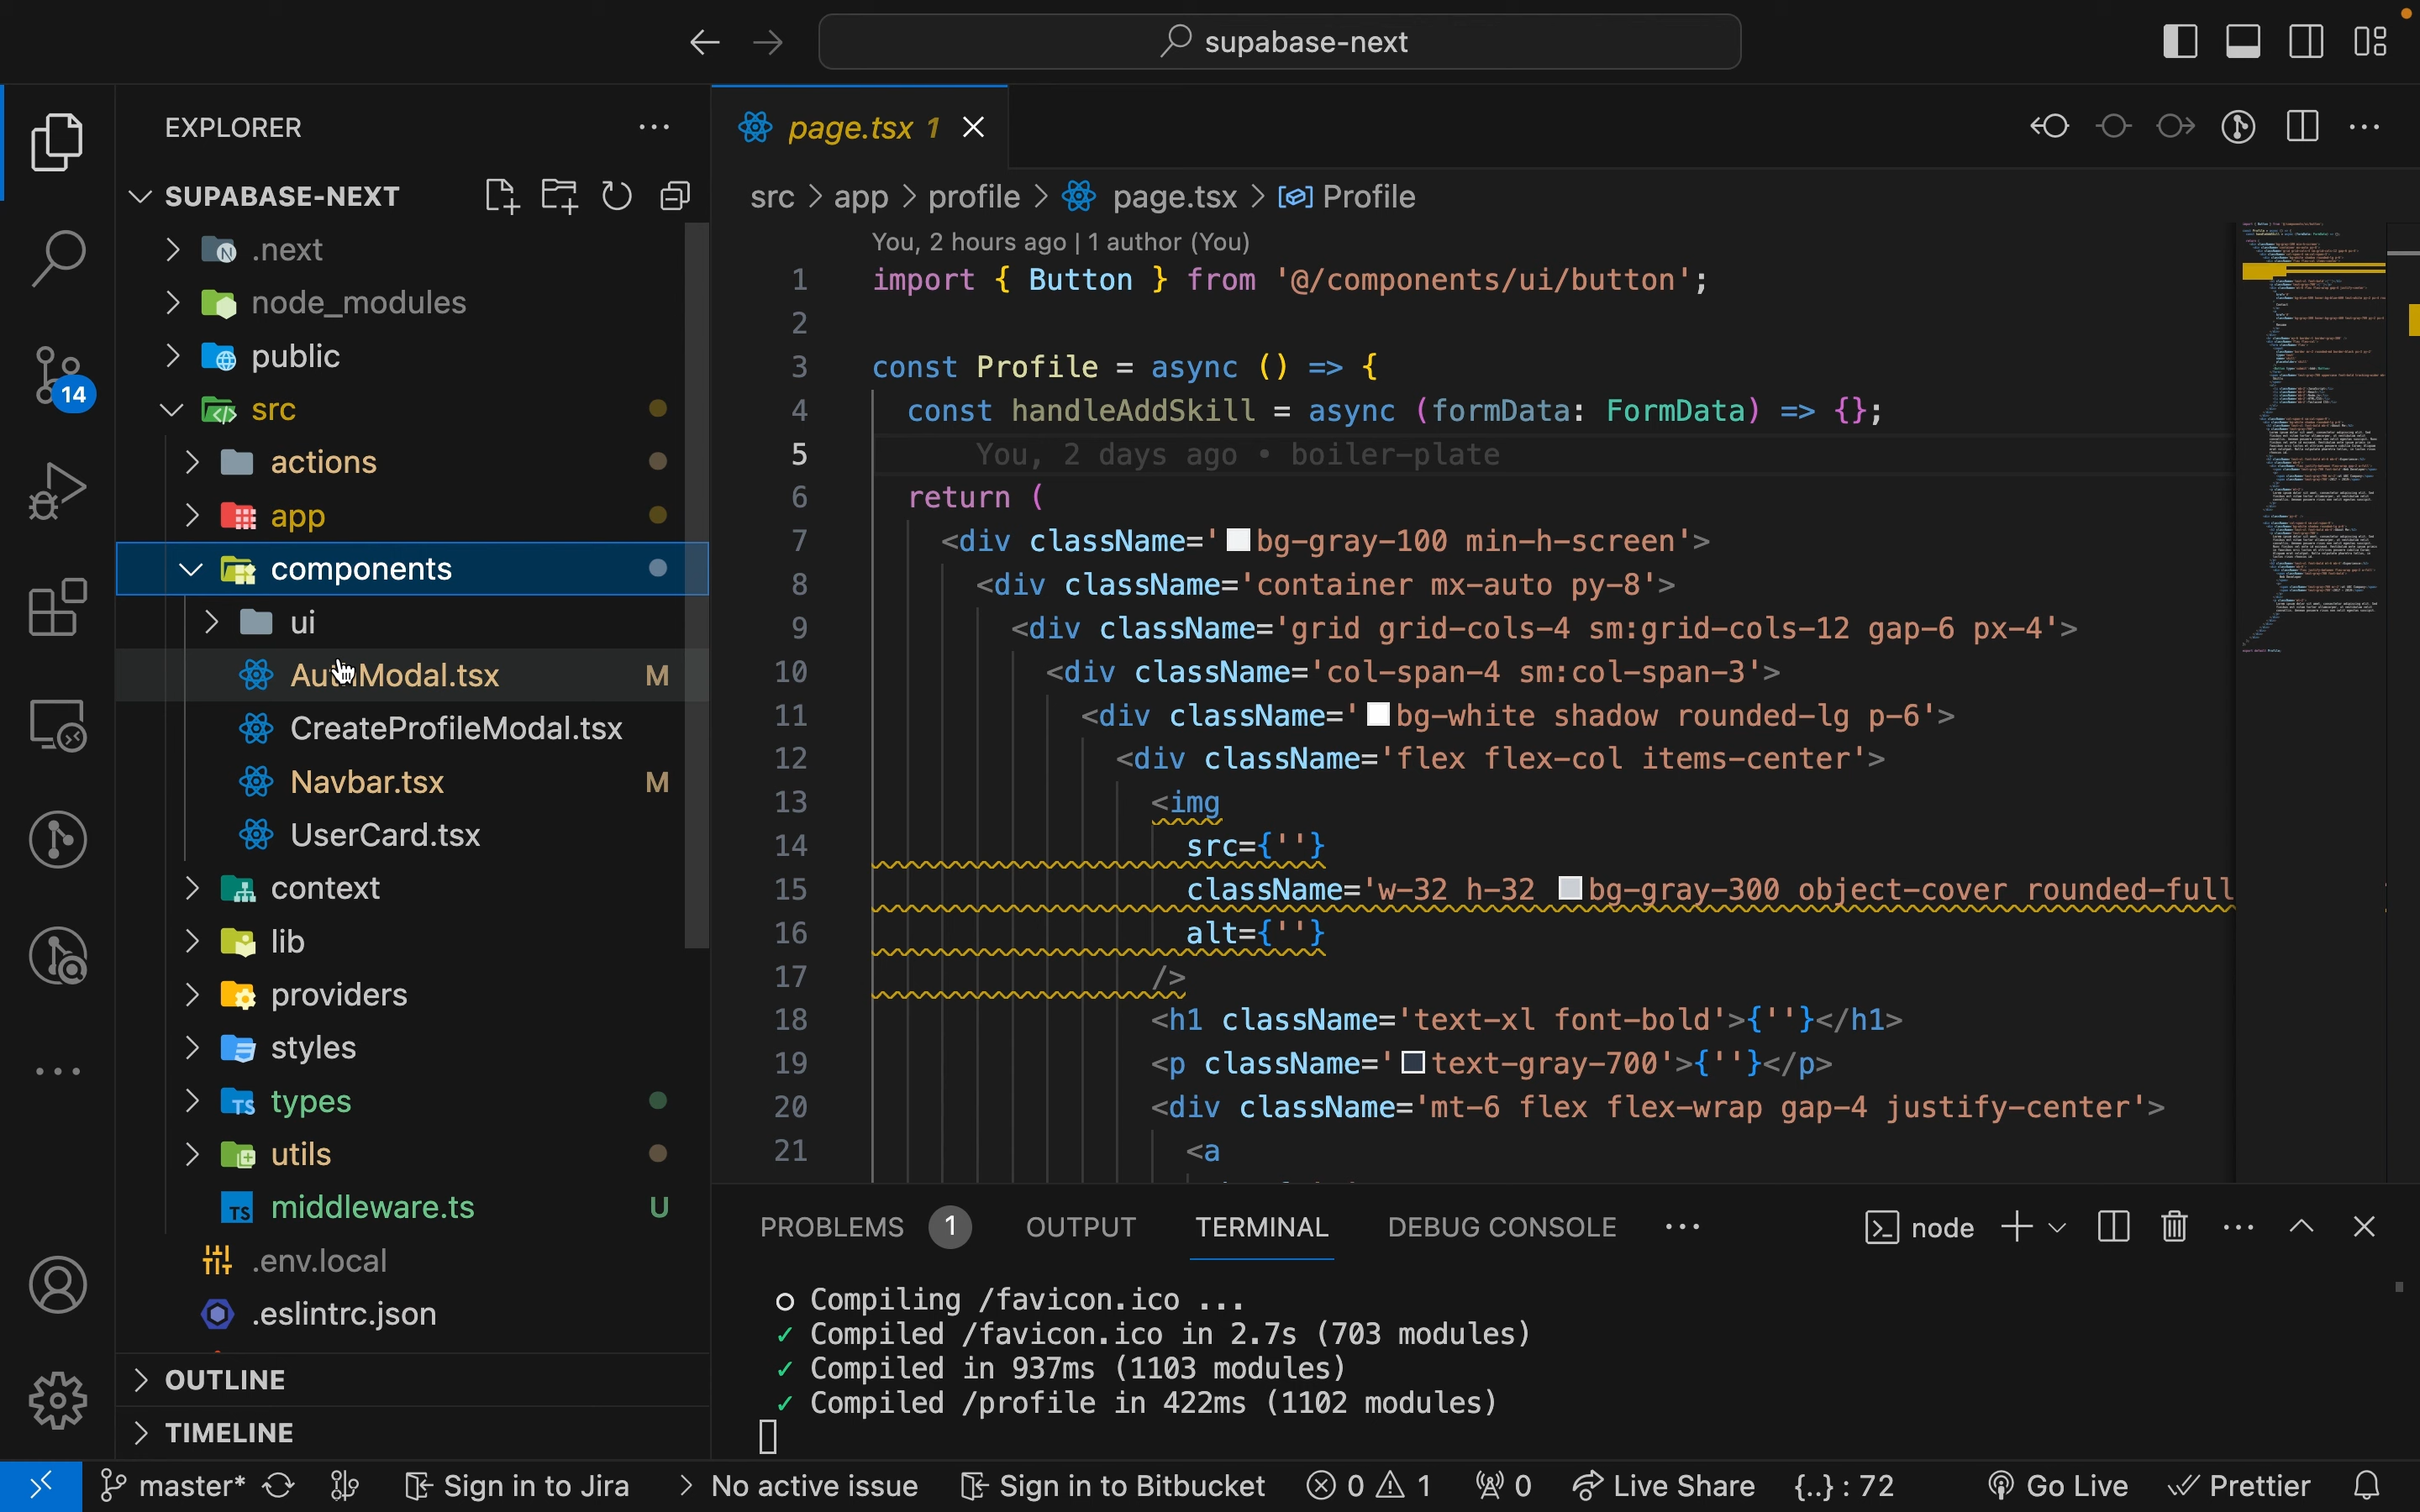 supabase-next
EXPLORER
SUPABASE-NEXT
.next
node_modules
public
src
actions
app
components
ui
AuthModal.tsx M
CreateProfileModal.tsx
Navbar.tsx M
UserCard.tsx
context
lib
providers
styles
types
utils
middleware.ts U
.env.local
.eslintrc.json
OUTLINE
TIMELINE
14
page.tsx 1
src > app > profile > page.tsx > Profile
You, 2 hours ago | 1 author (You)
1 import { Button } from '@/components/ui/button';
2
3 const Profile = async () => {
4 const handleAddSkill = async (formData: FormData) => {};
5 You, 2 days ago • boiler-plate
6 return (
7 <div className='bg-gray-100 min-h-screen'>
8 <div className='container mx-auto py-8'>
9 <div className='grid grid-cols-4 sm:grid-cols-12 gap-6 px-4'>
10 <div className='col-span-4 sm:col-span-3'>
11 <div className='bg-white shadow rounded-lg p-6'>
12 <div className='flex flex-col items-center'>
13 <img
14 src={''}
15 className='w-32 h-32 bg-gray-300 object-cover rounded-full
16 alt={''}
17 />
18 <h1 className='text-xl font-bold'>{''}</h1>
19 <p className='text-gray-700'>{''}</p>
20 <div className='mt-6 flex flex-wrap gap-4 justify-center'>
21 <a
PROBLEMS 1 OUTPUT TERMINAL DEBUG CONSOLE node
Compiling /favicon.ico ...
✓ Compiled /favicon.ico in 2.7s (703 modules)
✓ Compiled in 937ms (1103 modules)
✓ Compiled /profile in 422ms (1102 modules)
master* Sign in to Jira > No active issue Sign in to Bitbucket 0 1 0 Live Share {..} : 72 Go Live Prettier